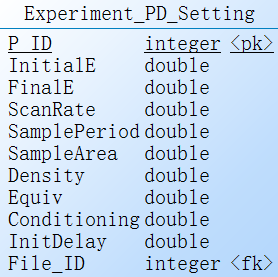 Experiment_PD_Setting
P_ID integer <pk>
InitialE double
FinalE double
ScanRate double
SamplePeriod double
SampleArea double
Density double
Equiv double
Conditioning double
InitDelay double
File_ID integer <fk>